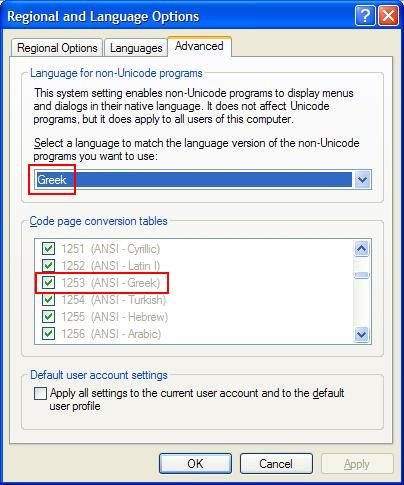 Regional and Language Options
Regional Options
Languages
Advanced
Language for non-Unicode programs
This system setting enables non-Unicode programs to display menus
and dialogs in their native language. It does not affect Unicode
programs, but it does apply to all users of this computer.
Select a language to match the language version of the non-Unicode
programs you want to use:
Greek
Code page conversion tables
1251 (ANSI - Cyrillic)
1252 (ANSI - Latin I)
1253 (ANSI - Greek)
1254 (ANSI - Turkish)
1255 (ANSI - Hebrew)
1256 (ANSI - Arabic)
Default user account settings
Apply all settings to the current user account and to the default
user profile
OK
Cancel
Apply